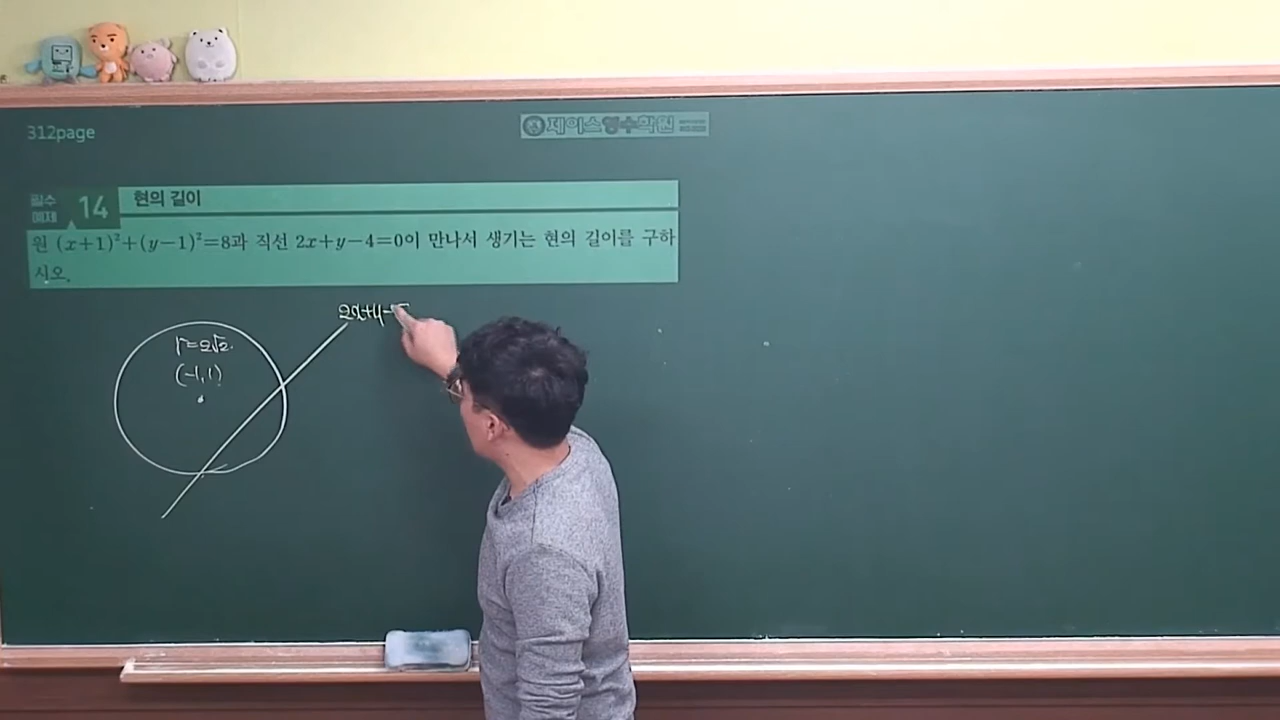 312page
제이스영수학원
필수
예제 14 현의 길이
원 (x+1)²+(y−1)²=8과 직선 2x+y−4=0이 만나서 생기는 현의 길이를 구하
시오.
2x+y−
r=2√2.
(−1,1)